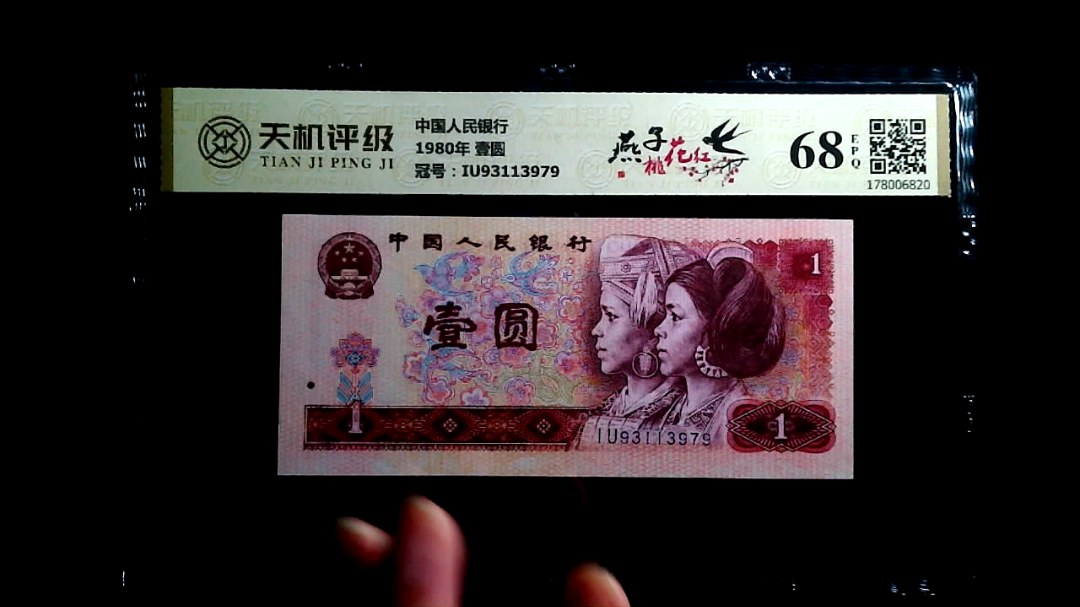 天机评级
TIAN JI PING JI
中国人民银行
1980年 壹圆
冠号：IU93113979
燕子
桃花红
68
EPQ
178006820
中国人民银行
1
壹圆
1
IU93113979
1